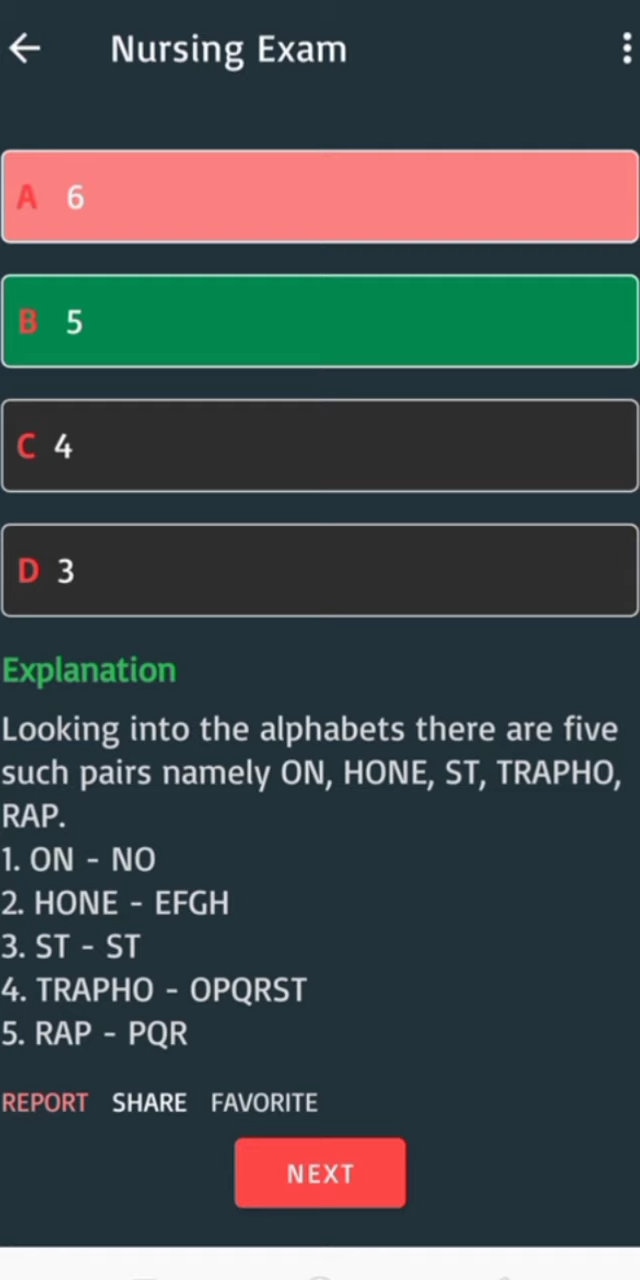 Nursing Exam
A 6
B 5
C 4
D 3
Explanation
Looking into the alphabets there are five
such pairs namely ON, HONE, ST, TRAPHO,
RAP.
1. ON - NO
2. HONE - EFGH
3. ST - ST
4. TRAPHO - OPQRST
5. RAP - PQR
REPORT SHARE FAVORITE
NEXT